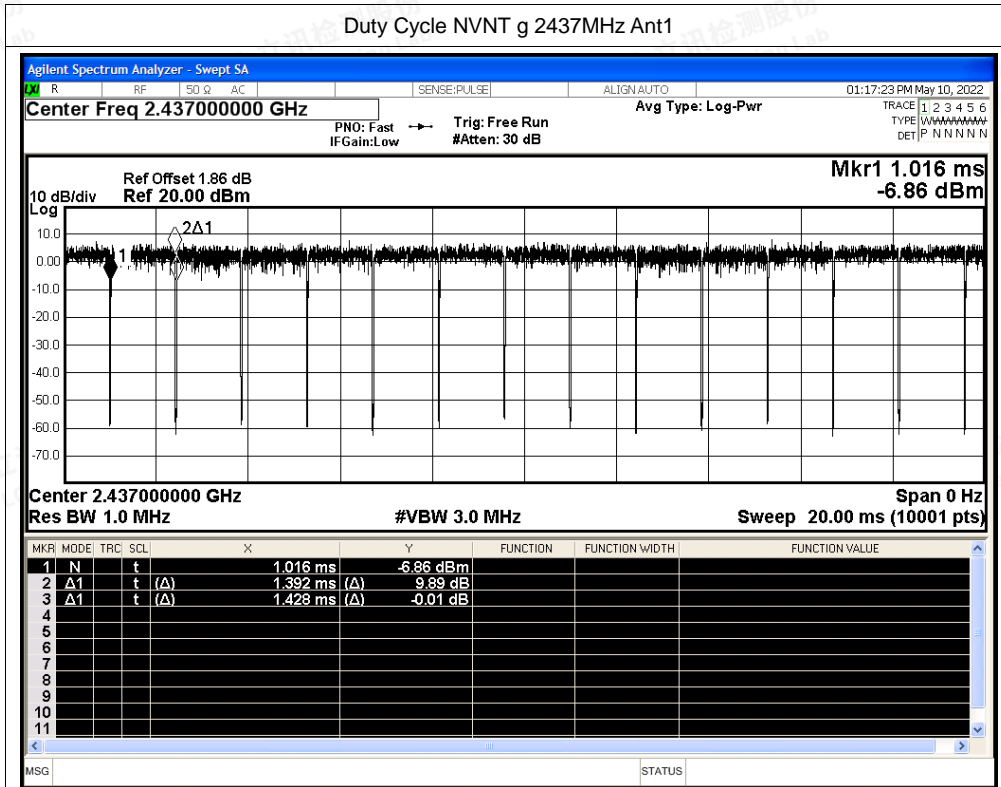 Duty Cycle NVNT g 2437MHz Ant1
Agilent Spectrum Analyzer - Swept SA
LXI R RF 50 Ω AC SENSE:PULSE ALIGN AUTO 01:17:23 PM May 10, 2022
Center Freq 2.437000000 GHz Avg Type: Log-Pwr TRACE 1 2 3 4 5 6
PNO: Fast Trig: Free Run TYPE WWWWWW
IFGain:Low #Atten: 30 dB DET P N N N N N
Ref Offset 1.86 dB Mkr1 1.016 ms
10 dB/div Ref 20.00 dBm -6.86 dBm
Log
10.0
2Δ1
0.00
1
-10.0
-20.0
-30.0
-40.0
-50.0
-60.0
-70.0
Center 2.437000000 GHz Span 0 Hz
Res BW 1.0 MHz #VBW 3.0 MHz Sweep 20.00 ms (10001 pts)
MKR MODE TRC SCL X Y FUNCTION FUNCTION WIDTH FUNCTION VALUE
1 N t 1.016 ms -6.86 dBm
2 Δ1 t (Δ) 1.392 ms (Δ) 9.89 dB
3 Δ1 t (Δ) 1.428 ms (Δ) -0.01 dB
4
5
6
7
8
9
10
11
MSG STATUS